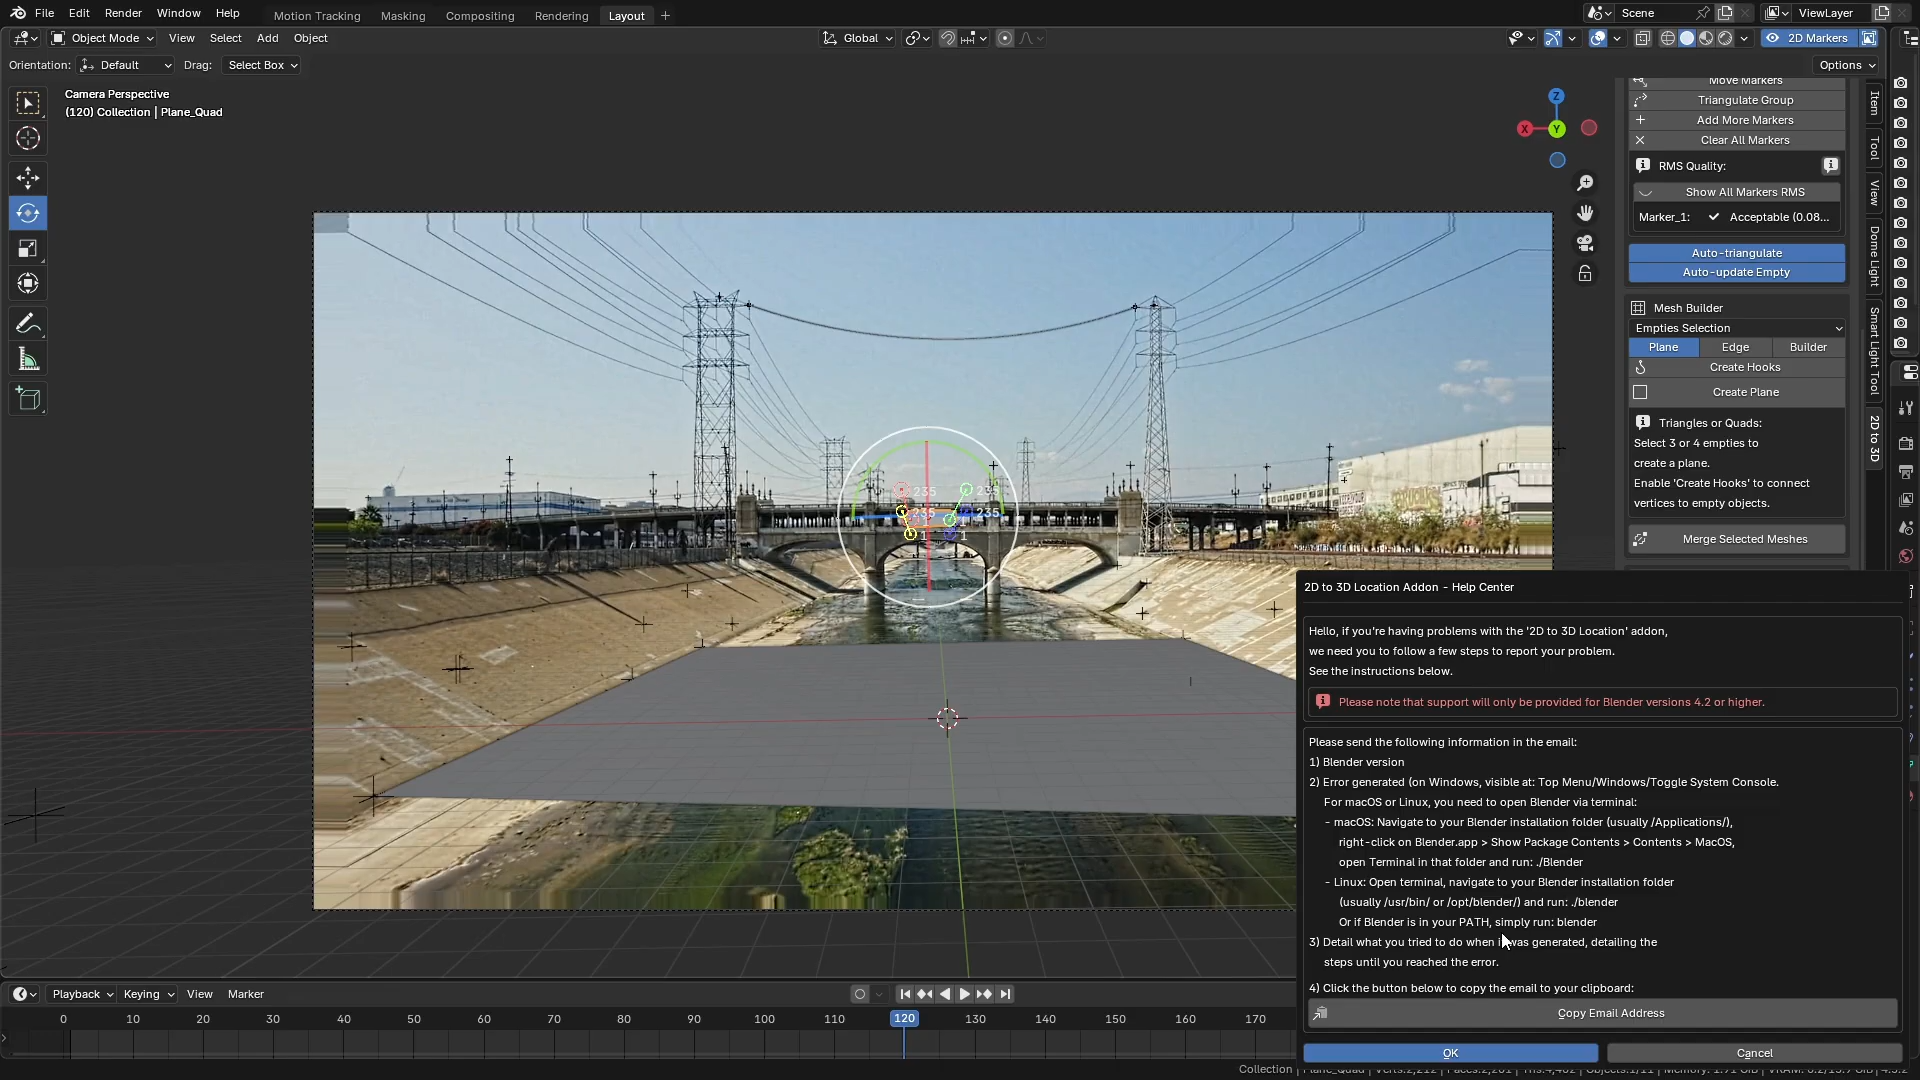 File Edit Render Window Help Motion Tracking Masking Compositing Rendering Layout + Scene ViewLayer
Object Mode View Select Add Object Global 2D Markers
Orientation: Default Drag: Select Box Options
Camera Perspective
(120) Collection | Plane_Quad
Z
X
Y
Move Markers
Triangulate Group
Add More Markers
Clear All Markers
RMS Quality:
Show All Markers RMS
Marker_1: Acceptable (0.08...
Auto-triangulate
Auto-update Empty
Mesh Builder
Empties Selection
Plane Edge Builder
Create Hooks
Create Plane
Triangles or Quads:
Select 3 or 4 empties to
create a plane.
Enable 'Create Hooks' to connect
vertices to empty objects.
Merge Selected Meshes
Item
Tool
View
Dome Light
Smart Light Tool
2D to 3D
235 235
235 235
1 1
2D to 3D Location Addon - Help Center
Hello, if you're having problems with the '2D to 3D Location' addon,
we need you to follow a few steps to report your problem.
See the instructions below.
Please note that support will only be provided for Blender versions 4.2 or higher.
Please send the following information in the email:
1) Blender version
2) Error generated (on Windows, visible at: Top Menu/Windows/Toggle System Console.
For macOS or Linux, you need to open Blender via terminal:
- macOS: Navigate to your Blender installation folder (usually /Applications/),
right-click on Blender.app > Show Package Contents > Contents > MacOS,
open Terminal in that folder and run: ./Blender
- Linux: Open terminal, navigate to your Blender installation folder
(usually /usr/bin/ or /opt/blender/) and run: ./blender
Or if Blender is in your PATH, simply run: blender
3) Detail what you tried to do when it was generated, detailing the
steps until you reached the error.
4) Click the button below to copy the email to your clipboard:
Copy Email Address
OK Cancel
Playback Keying View Marker
0 10 20 30 40 50 60 70 80 90 100 110 120 130 140 150 160 170
Collection